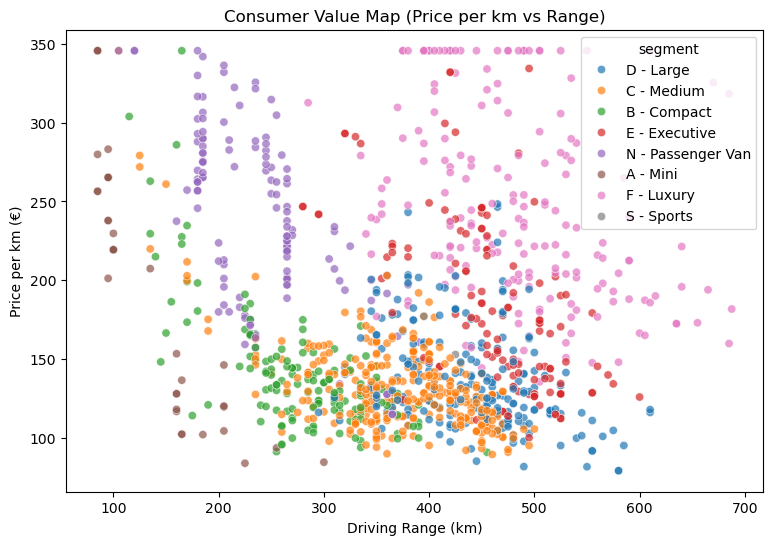 Consumer Value Map (Price per km vs Range)
350
300
250
200
150
100
Price per km (€)
100
200
300
400
500
600
700
Driving Range (km)
segment
D - Large
C - Medium
B - Compact
E - Executive
N - Passenger Van
A - Mini
F - Luxury
S - Sports